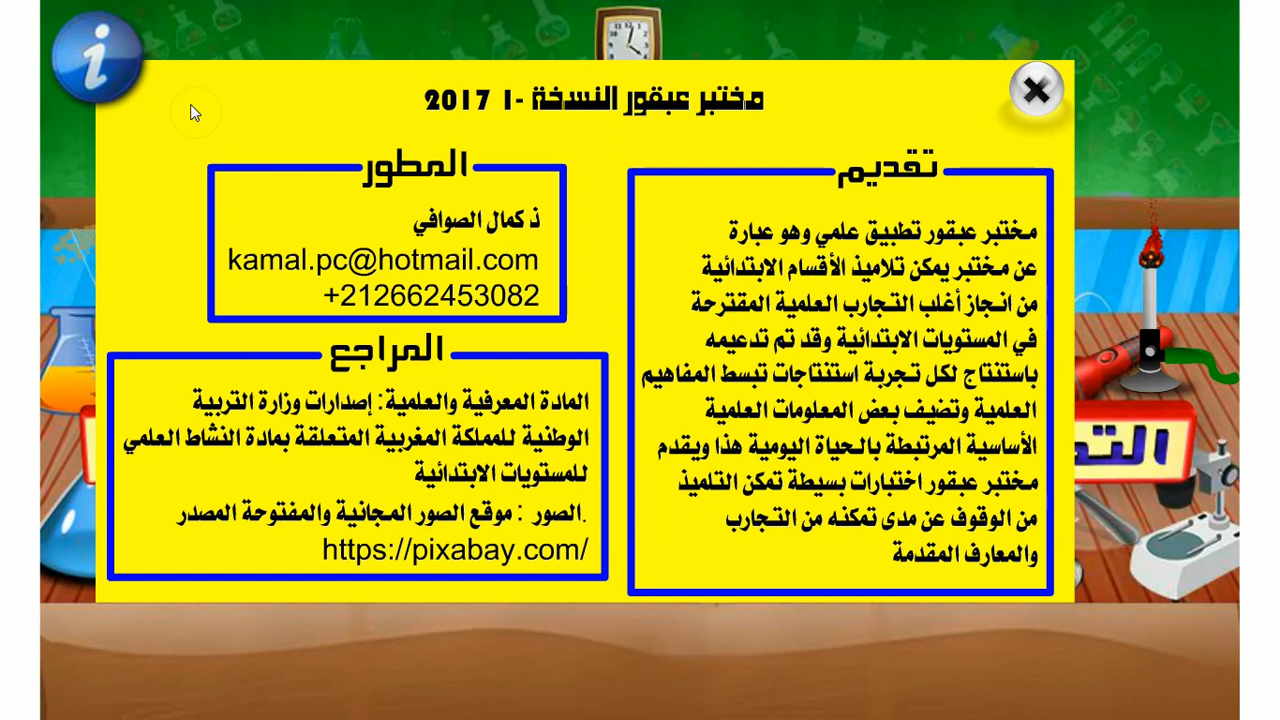 مختبر عبقور النسخة -1 2017
تقديم
مختبر عبقور تطبيق علمي وهو عبارة
عن مختبر يمكن تلاميذ الأقسام الابتدائية
من انجاز أغلب التجارب العلمية المقترحة
في المستويات الابتدائية وقد تم تدعيمه
باستنتاج لكل تجربة استنتاجات تبسط المفاهيم
العلمية وتضيف بعض المعلومات العلمية
الأساسية المرتبطة بالحياة اليومية هذا ويقدم
مختبر عبقور اختبارات بسيطة تمكن التلميذ
من الوقوف عن مدى تمكنه من التجارب
والمعارف المقدمة
المطور
ذ كمال الصوافي
kamal.pc@hotmail.com
+212662453082
المراجع
المادة المعرفية والعلمية: إصدارات وزارة التربية
الوطنية للمملكة المغربية المتعلقة بمادة النشاط العلمي
للمستويات الابتدائية
.الصور : موقع الصور المجانية والمفتوحة المصدر
https://pixabay.com/